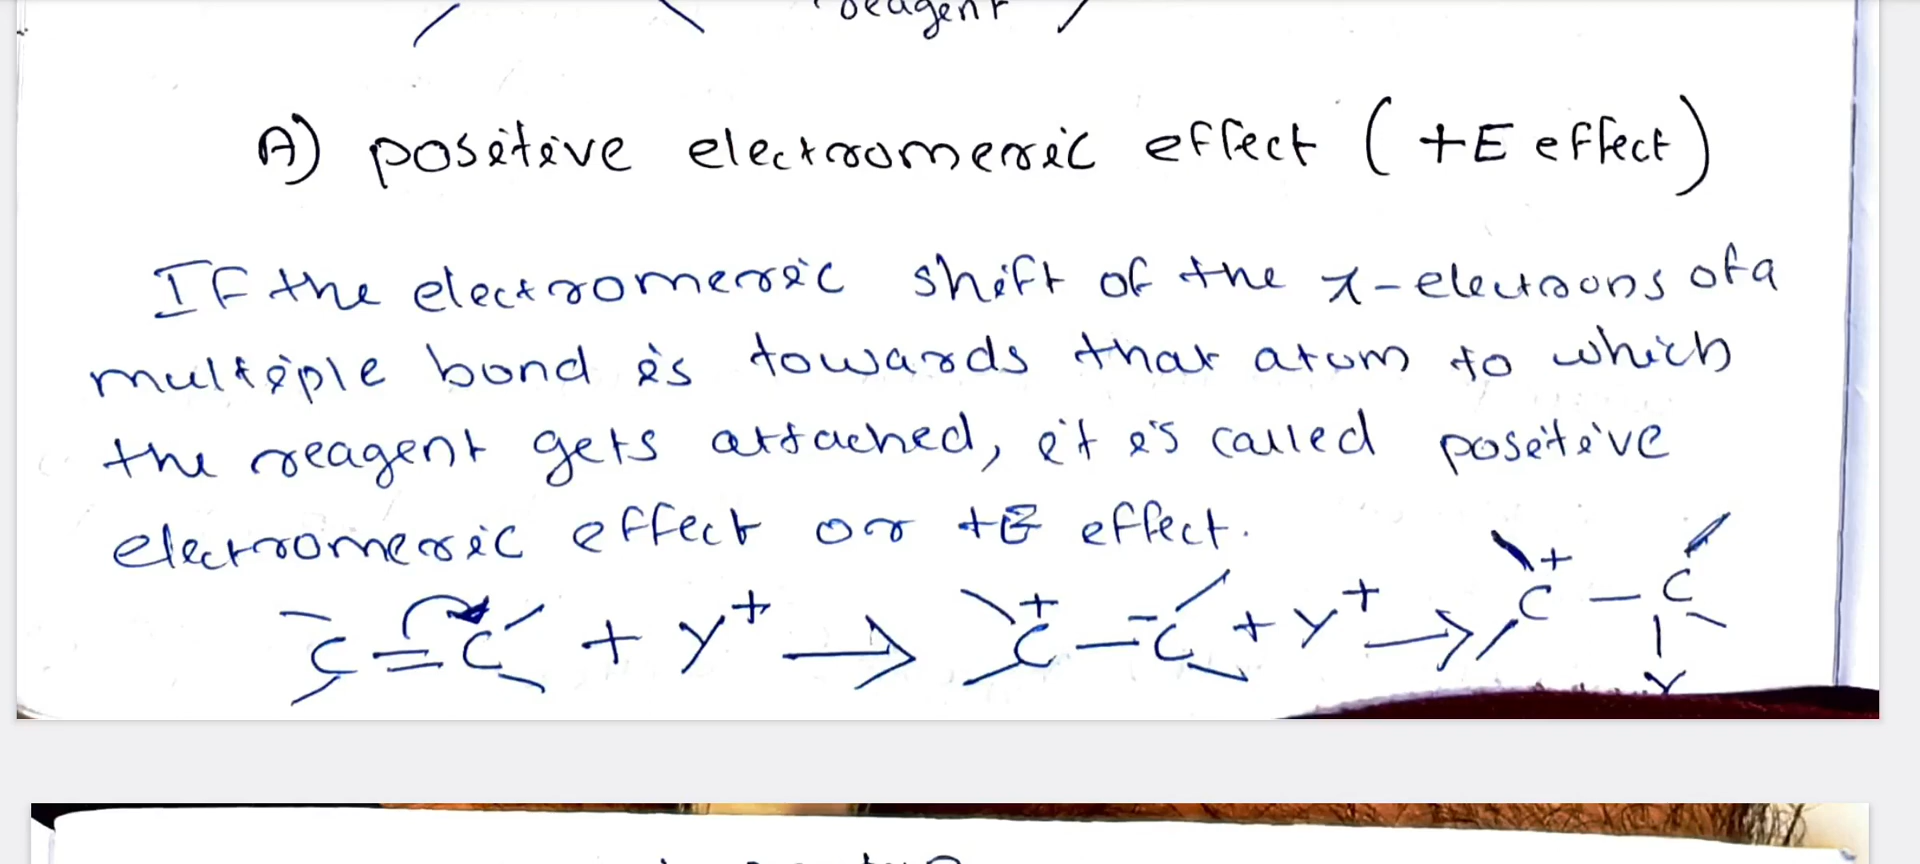 reagent
A) positive electromeric effect (+E effect)
If the electromeric shift of the π-electrons of a
multiple bond is towards that atom to which
the reagent gets attached, it is called positive
electromeric effect or +E effect.
C=C + Y+ → C+ – C- + Y+ → C+ – C
Y